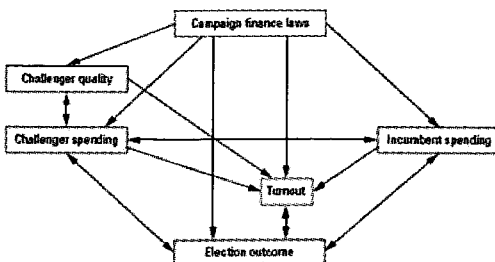 Campaign finance laws
Challenger quality
Challenger spending
Incumbent spending
Turnout
Election outcome